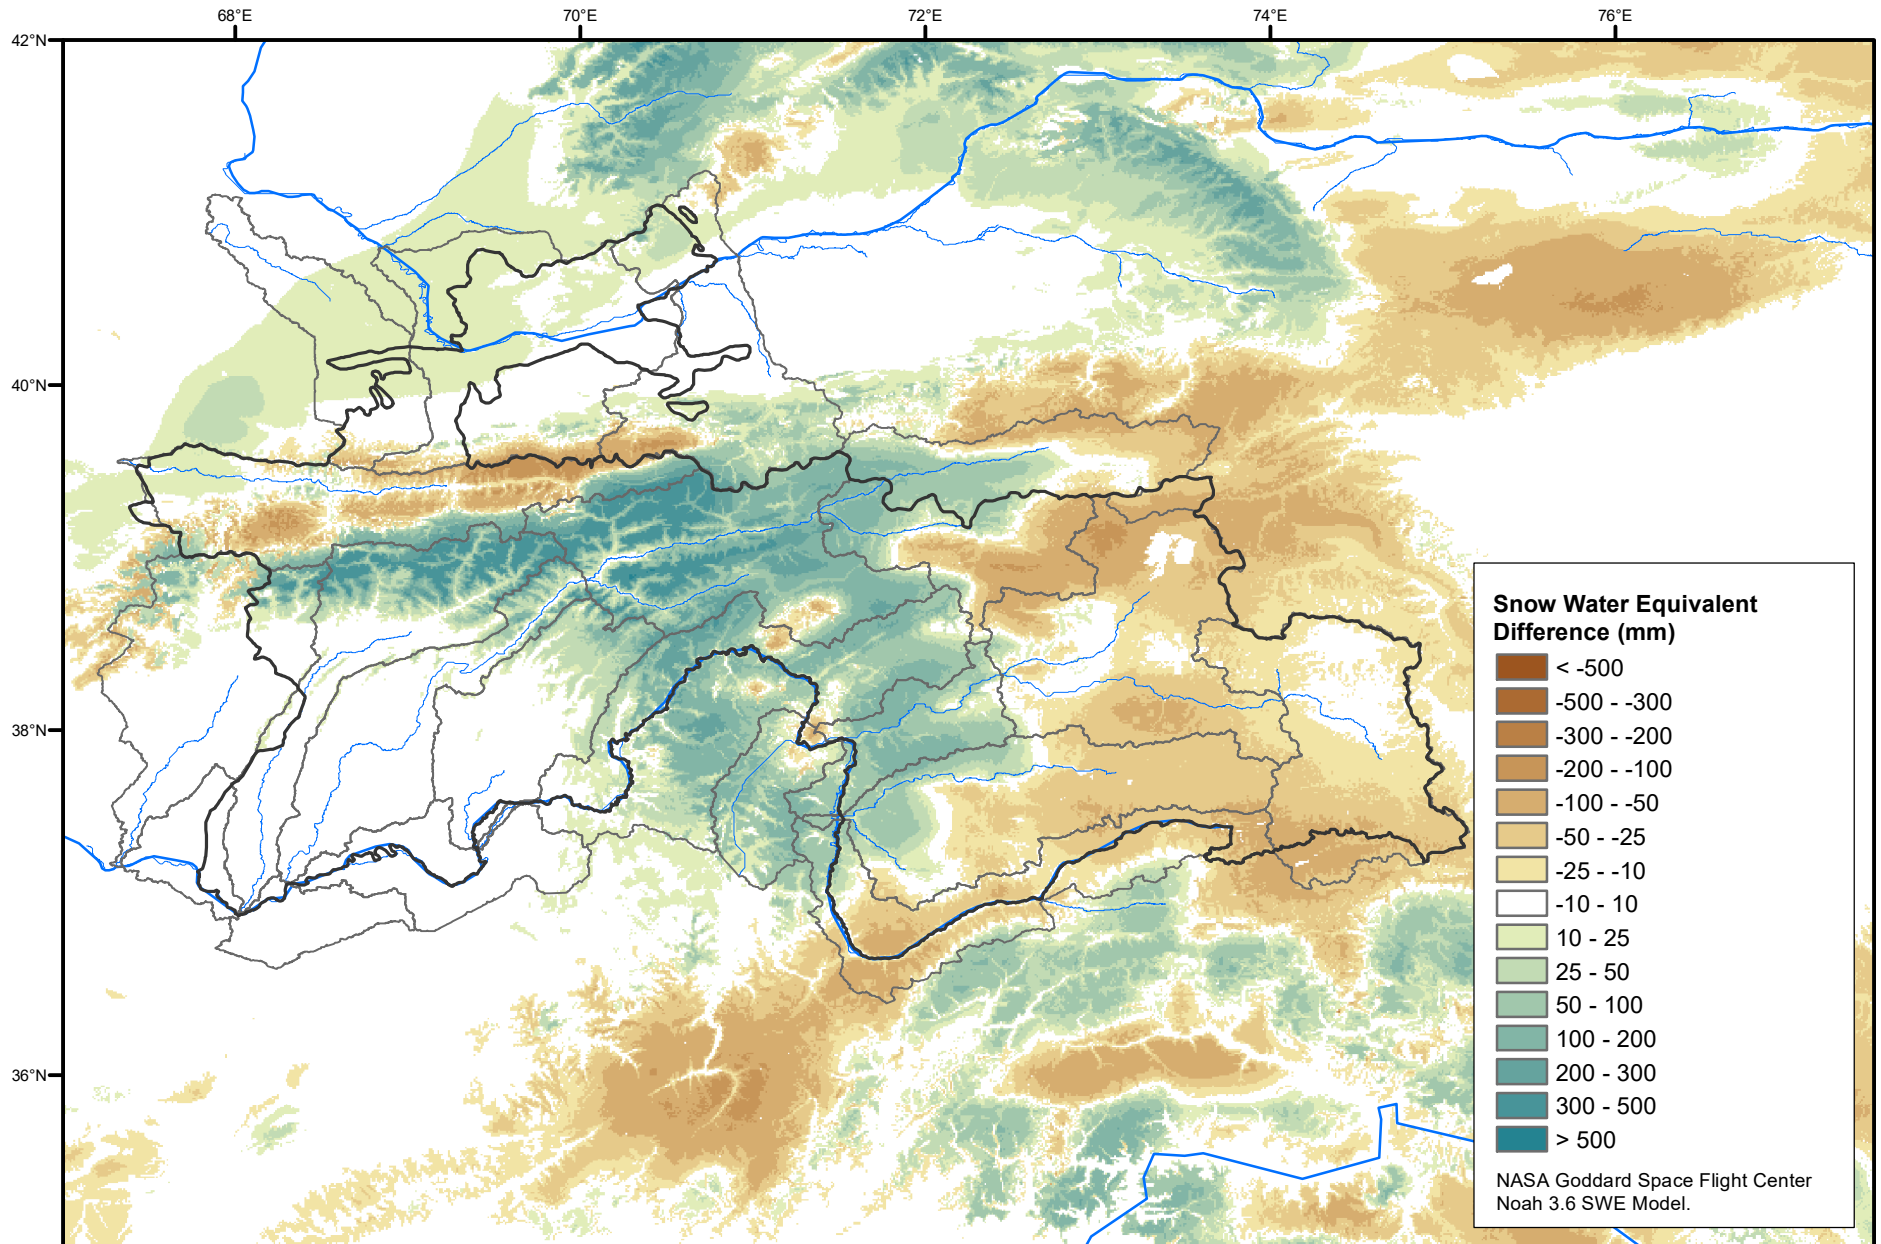 68°E 70°E 72°E 74°E 76°E
42°N
40°N
38°N
36°N
Snow Water Equivalent
Difference (mm)
< -500
-500 - -300
-300 - -200
-200 - -100
-100 - -50
-50 - -25
-25 - -10
-10 - 10
10 - 25
25 - 50
50 - 100
100 - 200
200 - 300
300 - 500
> 500
NASA Goddard Space Flight Center
Noah 3.6 SWE Model.